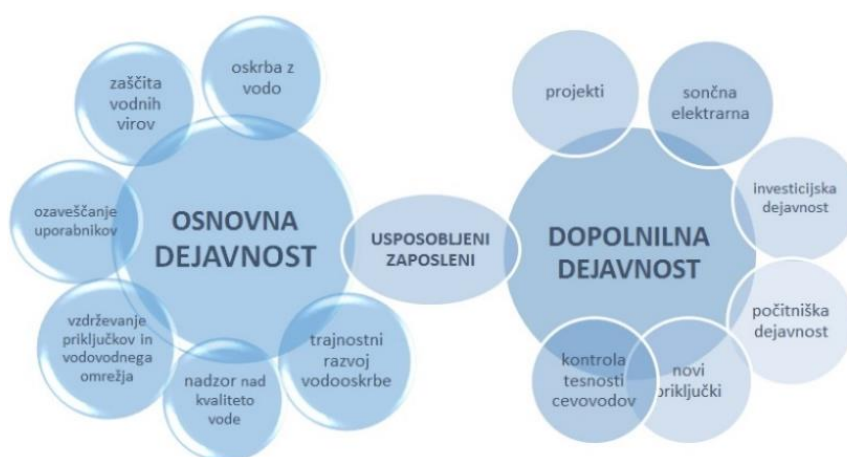 oskrba z
vodo
zaščita
vodnih
virov
ozaveščanje
uporabnikov
OSNOVNA
DEJAVNOST
vzdrževanje
priključkov in
vodovodnega
omrežja
nadzor nad
kvaliteto
vode
trajnostni
razvoj
vodooskrbe
USPOSOBLJENI
ZAPOSLENI
projekti
sončna
elektrarna
investicijska
dejavnost
DOPOLNILNA
DEJAVNOST
počitniška
dejavnost
kontrola
tesnosti
cevovodov
novi
priključki